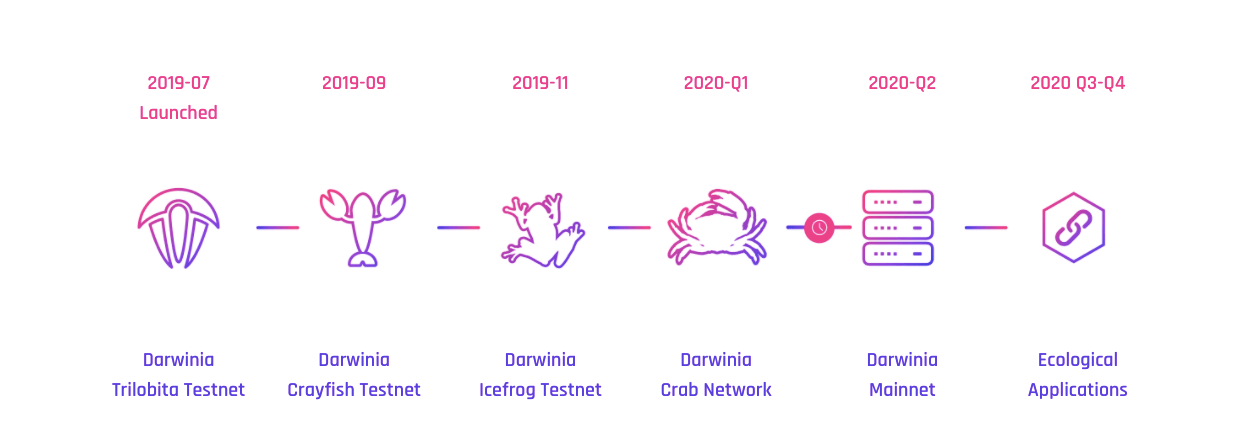 2019-07
Launched
2019-09
2019-11
2020-Q1
2020-Q2
2020 Q3-Q4
Darwinia
Trilobita Testnet
Darwinia
Crayfish Testnet
Darwinia
Icefrog Testnet
Darwinia
Crab Network
Darwinia
Mainnet
Ecological
Applications